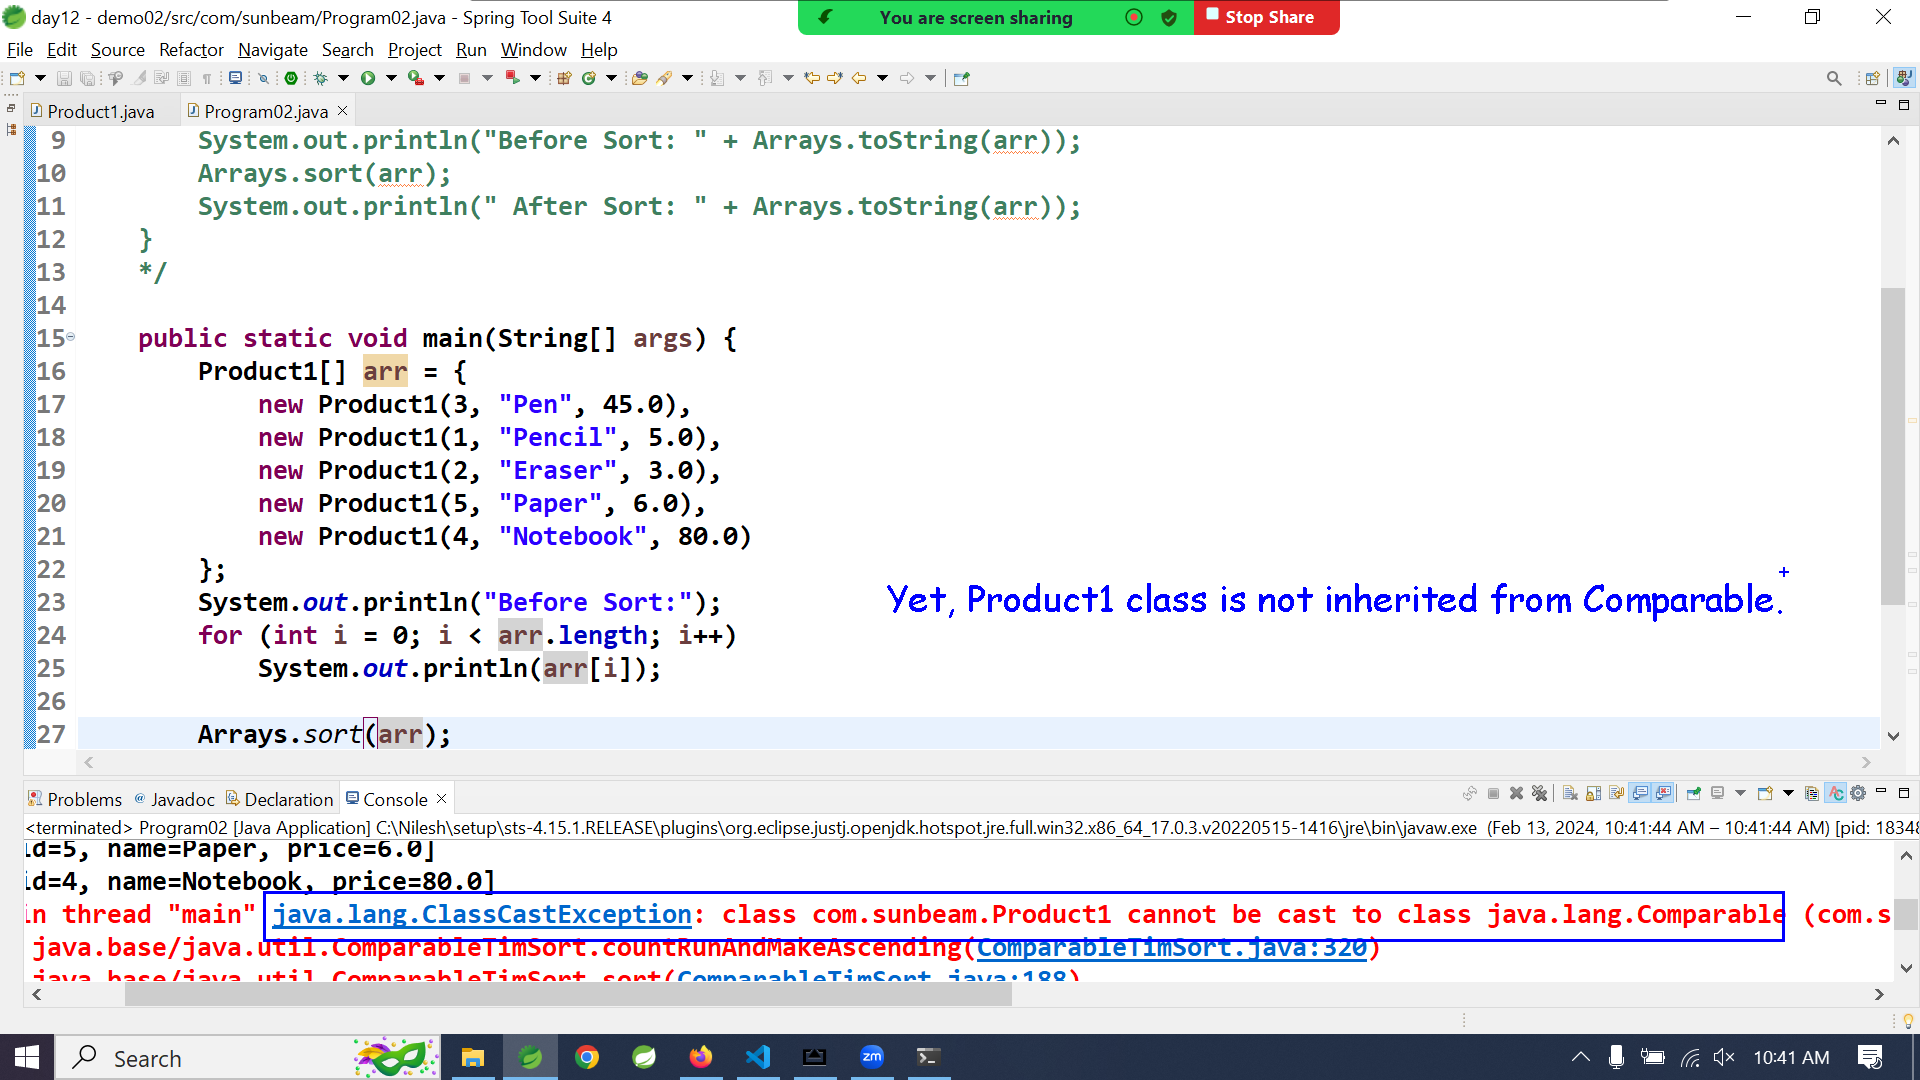 day12 - demo02/src/com/sunbeam/Program02.java - Spring Tool Suite 4
You are screen sharing
Stop Share
File Edit Source Refactor Navigate Search Project Run Window Help
Product1.java Program02.java
9 System.out.println("Before Sort: " + Arrays.toString(arr));
10 Arrays.sort(arr);
11 System.out.println(" After Sort: " + Arrays.toString(arr));
12 }
13 */
14
15 public static void main(String[] args) {
16 Product1[] arr = {
17 new Product1(3, "Pen", 45.0),
18 new Product1(1, "Pencil", 5.0),
19 new Product1(2, "Eraser", 3.0),
20 new Product1(5, "Paper", 6.0),
21 new Product1(4, "Notebook", 80.0)
22 };
23 System.out.println("Before Sort:");
Yet, Product1 class is not inherited from Comparable.
24 for (int i = 0; i < arr.length; i++)
25 System.out.println(arr[i]);
26
27 Arrays.sort(arr);
Problems Javadoc Declaration Console
<terminated> Program02 [Java Application] C:\Nilesh\setup\sts-4.15.1.RELEASE\plugins\org.eclipse.justj.openjdk.hotspot.jre.full.win32.x86_64_17.0.3.v20220515-1416\jre\bin\javaw.exe (Feb 13, 2024, 10:41:44 AM – 10:41:44 AM) [pid: 18348
id=5, name=Paper, price=6.0]
id=4, name=Notebook, price=80.0]
in thread "main" java.lang.ClassCastException: class com.sunbeam.Product1 cannot be cast to class java.lang.Comparable (com.s
java.base/java.util.ComparableTimSort.countRunAndMakeAscending(ComparableTimSort.java:320)
java.base/java.util.ComparableTimSort.sort(ComparableTimSort.java:188)
Search
zm
10:41 AM